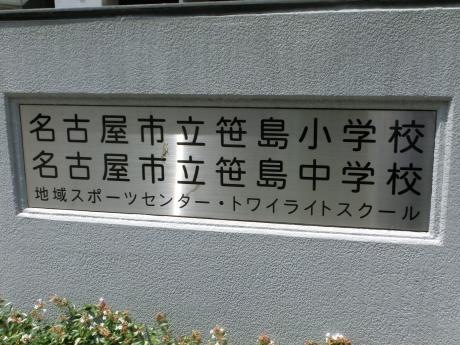 名古屋市立笹島小学校
名古屋市立笹島中学校
地域スポーツセンター・トワイライトスクール